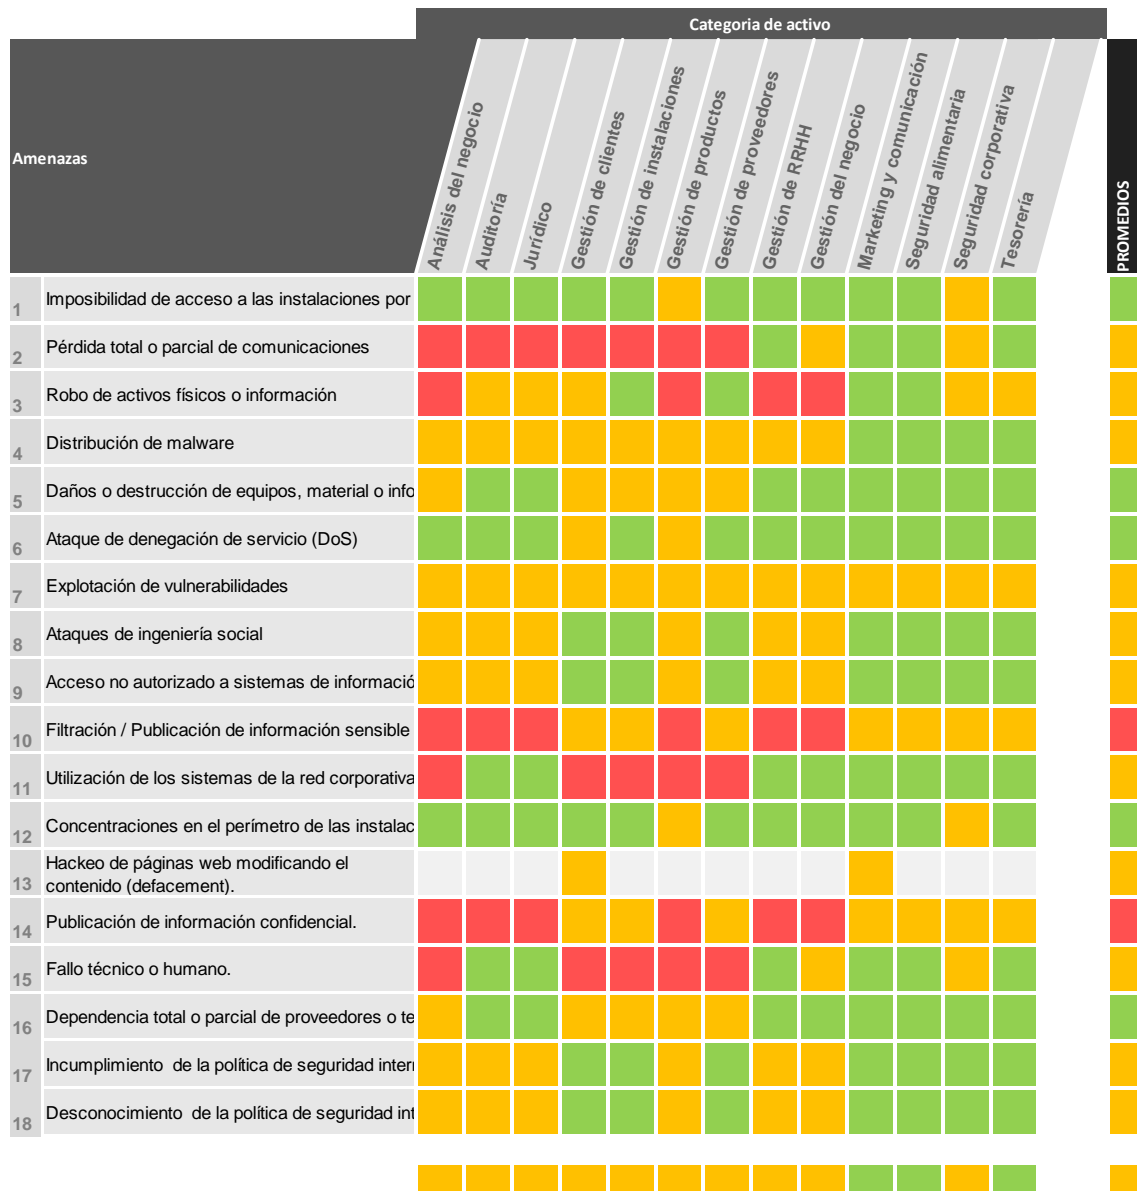 Categoria de activo
Amenazas
Análisis del negocio
Auditoría
Jurídico
Gestión de clientes
Gestión de instalaciones
Gestión de productos
Gestión de proveedores
Gestión de RRHH
Gestión del negocio
Marketing y comunicación
Seguridad alimentaria
Seguridad corporativa
Tesorería
PROMEDIOS
1 Imposibilidad de acceso a las instalaciones por
2 Pérdida total o parcial de comunicaciones
3 Robo de activos físicos o información
4 Distribución de malware
5 Daños o destrucción de equipos, material o info
6 Ataque de denegación de servicio (DoS)
7 Explotación de vulnerabilidades
8 Ataques de ingeniería social
9 Acceso no autorizado a sistemas de informació
10 Filtración / Publicación de información sensible
11 Utilización de los sistemas de la red corporativa
12 Concentraciones en el perímetro de las instalac
13 Hackeo de páginas web modificando el
contenido (defacement).
14 Publicación de información confidencial.
15 Fallo técnico o humano.
16 Dependencia total o parcial de proveedores o te
17 Incumplimiento de la política de seguridad inter
18 Desconocimiento de la política de seguridad int